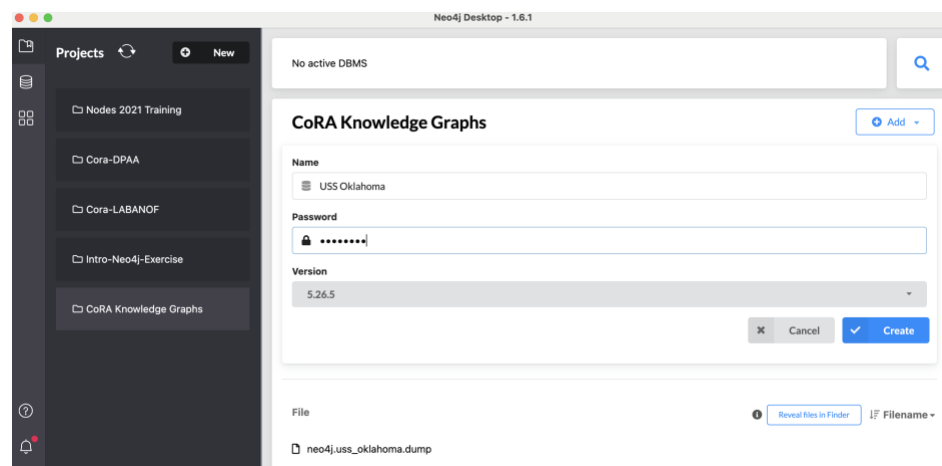 Neo4j Desktop - 1.6.1
Projects
New
Nodes 2021 Training
Cora-DPAA
Cora-LABANOF
Intro-Neo4j-Exercise
CoRA Knowledge Graphs
No active DBMS
CoRA Knowledge Graphs
Add
Name
USS Oklahoma
Password
••••••••
Version
5.26.5
Cancel
Create
File
Reveal files in Finder
Filename
neo4j.uss_oklahoma.dump